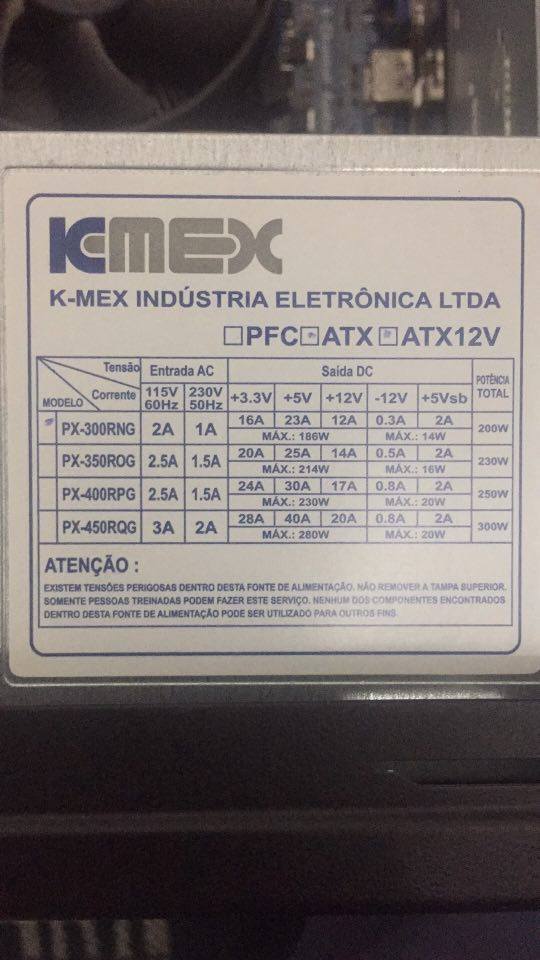 K-MEX
K-MEX INDÚSTRIA ELETRÔNICA LTDA
PFC ATX ATX12V
Tensão Corrente MODELO Entrada AC Saída DC POTÊNCIA TOTAL
115V 60Hz 230V 50Hz +3.3V +5V +12V -12V +5Vsb
PX-300RNG 2A 1A 16A 23A 12A 0.3A 2A 200W
MÁX.: 186W MÁX.: 14W
PX-350ROG 2.5A 1.5A 20A 25A 14A 0.5A 2A 230W
MÁX.: 214W MÁX.: 16W
PX-400RPG 2.5A 1.5A 24A 30A 17A 0.8A 2A 250W
MÁX.: 230W MÁX.: 20W
PX-450RQG 3A 2A 28A 40A 20A 0.8A 2A 300W
MÁX.: 280W MÁX.: 20W
ATENÇÃO :
EXISTEM TENSÕES PERIGOSAS DENTRO DESTA FONTE DE ALIMENTAÇÃO. NÃO REMOVER A TAMPA SUPERIOR.
SOMENTE PESSOAS TREINADAS PODEM FAZER ESTE SERVIÇO. NENHUM DOS COMPONENTES ENCONTRADOS
DENTRO DESTA FONTE DE ALIMENTAÇÃO PODE SER UTILIZADO PARA OUTROS FINS.